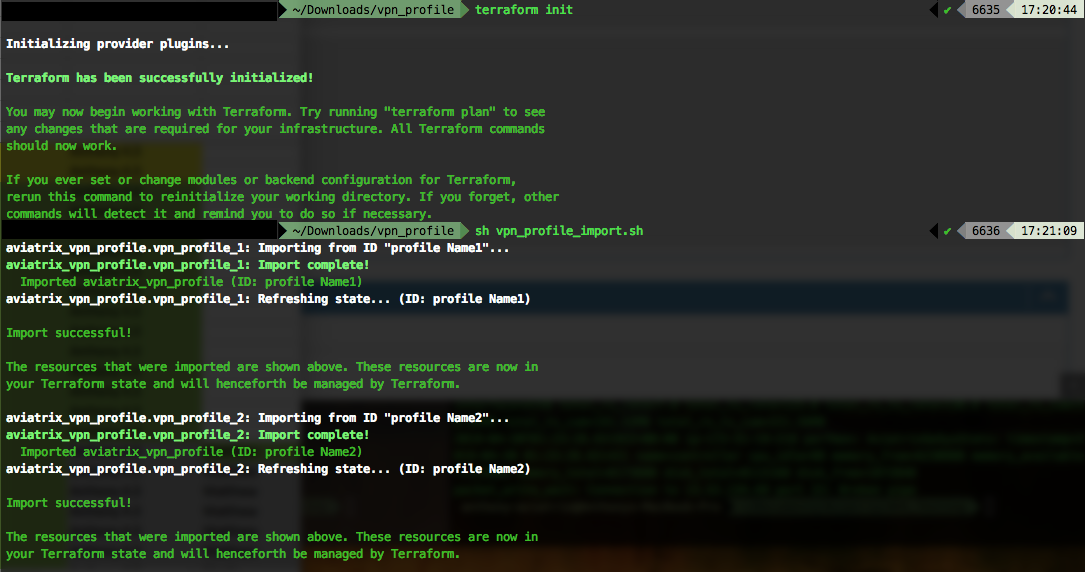 ~/Downloads/vpn_profile terraform init ✔ 6635 17:20:44
Initializing provider plugins...
Terraform has been successfully initialized!
You may now begin working with Terraform. Try running "terraform plan" to see
any changes that are required for your infrastructure. All Terraform commands
should now work.
If you ever set or change modules or backend configuration for Terraform,
rerun this command to reinitialize your working directory. If you forget, other
commands will detect it and remind you to do so if necessary.
~/Downloads/vpn_profile sh vpn_profile_import.sh ✔ 6636 17:21:09
aviatrix_vpn_profile.vpn_profile_1: Importing from ID "profile Name1"...
aviatrix_vpn_profile.vpn_profile_1: Import complete!
Imported aviatrix_vpn_profile (ID: profile Name1)
aviatrix_vpn_profile.vpn_profile_1: Refreshing state... (ID: profile Name1)
Import successful!
The resources that were imported are shown above. These resources are now in
your Terraform state and will henceforth be managed by Terraform.
aviatrix_vpn_profile.vpn_profile_2: Importing from ID "profile Name2"...
aviatrix_vpn_profile.vpn_profile_2: Import complete!
Imported aviatrix_vpn_profile (ID: profile Name2)
aviatrix_vpn_profile.vpn_profile_2: Refreshing state... (ID: profile Name2)
Import successful!
The resources that were imported are shown above. These resources are now in
your Terraform state and will henceforth be managed by Terraform.